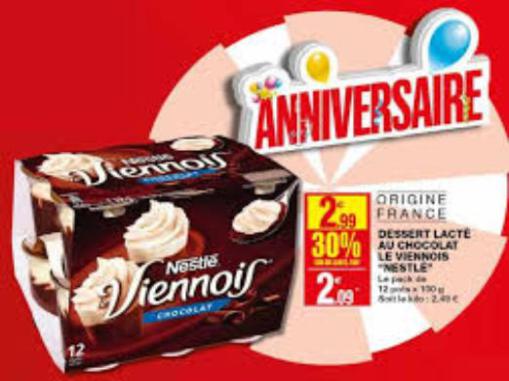 ANNIVERSAIRE
Nestlé
Viennois
CHOCOLAT
Nestlé
Viennois
CHOCOLAT
12
2€99
30%
2€09
ORIGINE
FRANCE
DESSERT LACTÉ
AU CHOCOLAT
LE VIENNOIS
"NESTLÉ"
Le pack de
12 pots x 100 g
Soit le kilo : 2,49 €